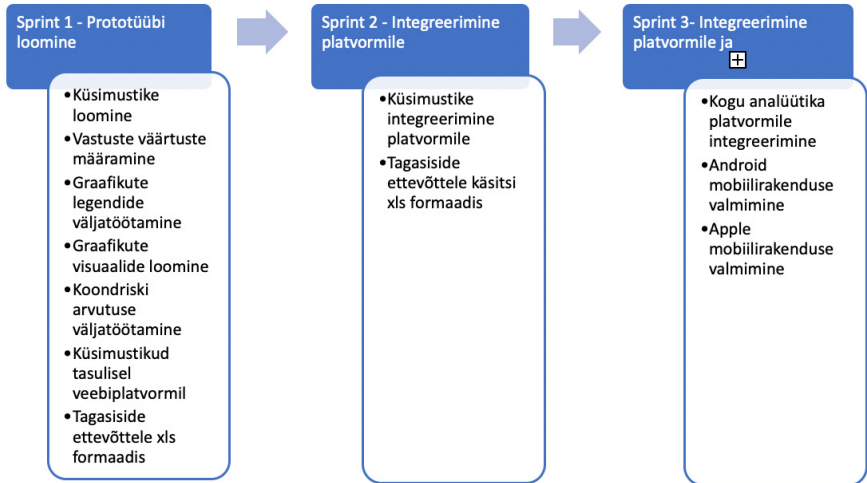 Sprint 1 - Prototüübi
loomine
•Küsimustike
loomine
•Vastuste väärtuste
määramine
•Graafikute
legendide
väljatöötamine
•Graafikute
visuaalide loomine
•Koondriski
arvutuse
väljatöötamine
•Küsimustikud
tasulisel
veebiplatvormil
•Tagasiside
ettevõttele xls
formaadis
Sprint 2 - Integreerimine
platvormile
•Küsimustike
integreerimine
platvormile
•Tagasiside
ettevõttele käsitsi
xls formaadis
Sprint 3- Integreerimine
platvormile ja
•Kogu analüütika
platvormile
integreerimine
•Android
mobiilirakenduse
valmimine
•Apple
mobiilirakenduse
valmimine